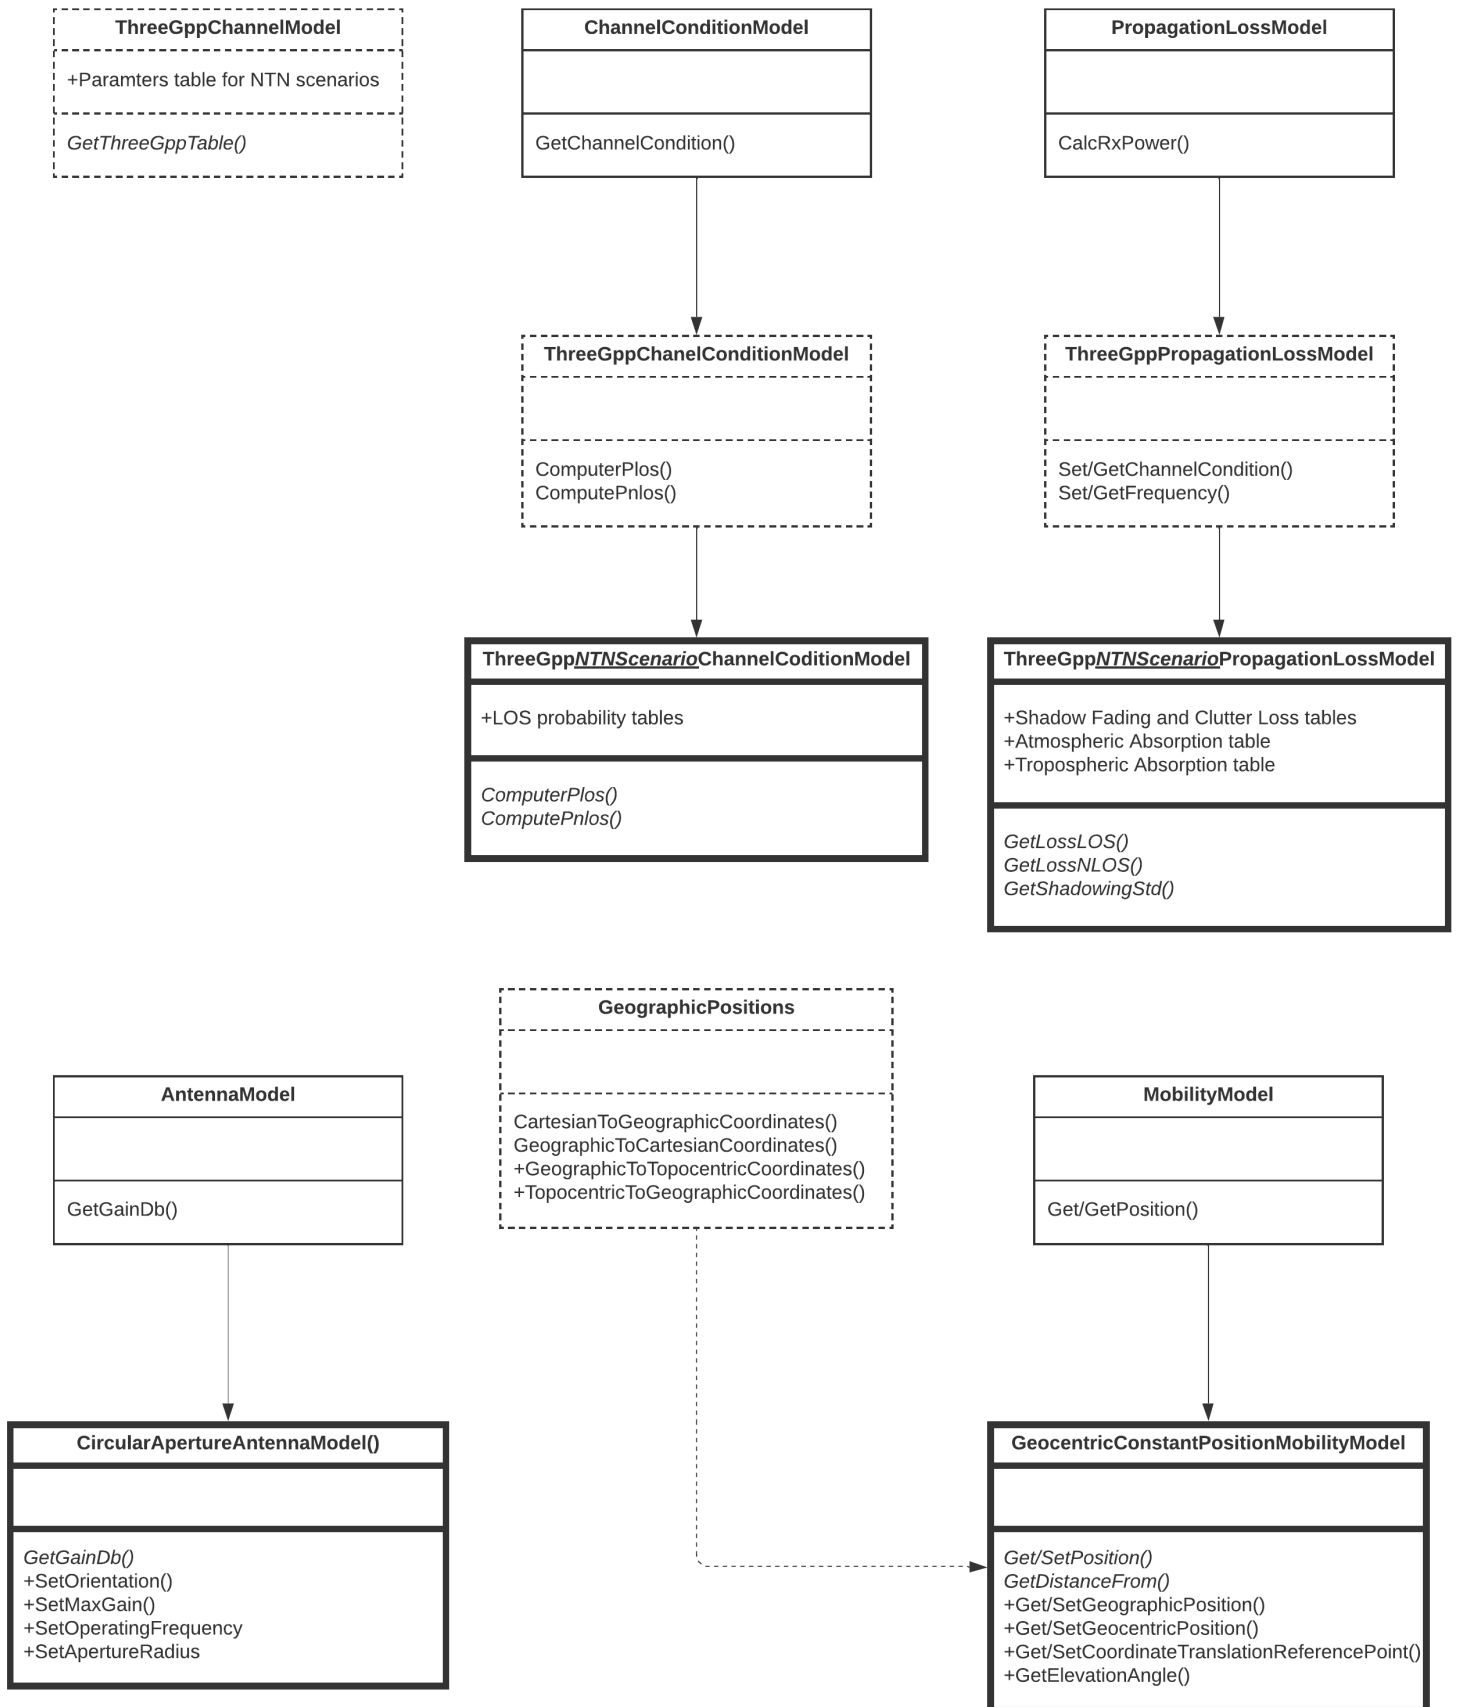 ThreeGppChannelModel
+Paramters table for NTN scenarios
GetThreeGppTable()
ChannelConditionModel
GetChannelCondition()
PropagationLossModel
CalcRxPower()
ThreeGppChanelConditionModel
ComputerPlos()
ComputePnlos()
ThreeGppPropagationLossModel
Set/GetChannelCondition()
Set/GetFrequency()
ThreeGppNTNScenarioChannelCoditionModel
+LOS probability tables
ComputerPlos()
ComputePnlos()
ThreeGppNTNScenarioPropagationLossModel
+Shadow Fading and Clutter Loss tables
+Atmospheric Absorption table
+Tropospheric Absorption table
GetLossLOS()
GetLossNLOS()
GetShadowingStd()
AntennaModel
GetGainDb()
GeographicPositions
CartesianToGeographicCoordinates()
GeographicToCartesianCoordinates()
+GeographicToTopocentricCoordinates()
+TopocentricToGeographicCoordinates()
MobilityModel
Get/GetPosition()
CircularApertureAntennaModel()
GetGainDb()
+SetOrientation()
+SetMaxGain()
+SetOperatingFrequency
+SetApertureRadius
GeocentricConstantPositionMobilityModel
Get/SetPosition()
GetDistanceFrom()
+Get/SetGeographicPosition()
+Get/SetGeocentricPosition()
+Get/SetCoordinateTranslationReferencePoint()
+GetElevationAngle()